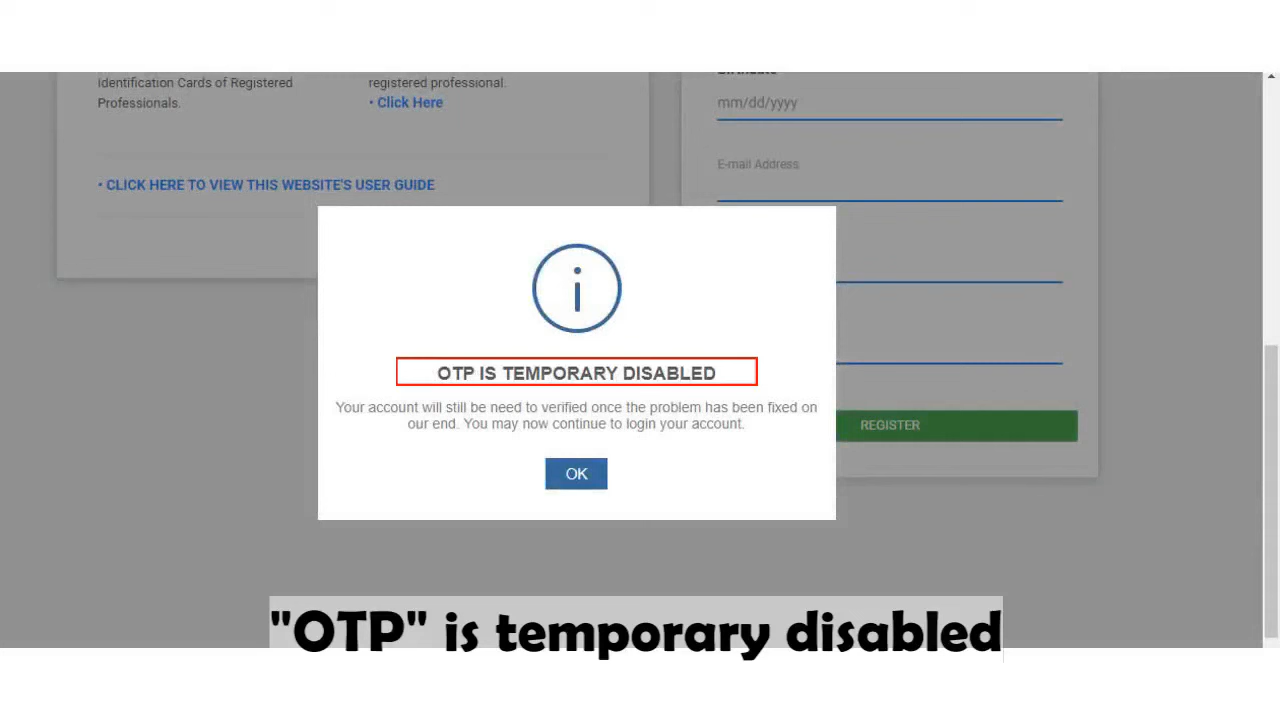 Identification Cards of Registered
Professionals.
registered professional.
• Click Here
• CLICK HERE TO VIEW THIS WEBSITE'S USER GUIDE
mm/dd/yyyy
E-mail Address
OTP IS TEMPORARY DISABLED
Your account will still be need to verified once the problem has been fixed on
our end. You may now continue to login your account.
OK
REGISTER
"OTP" is temporary disabled